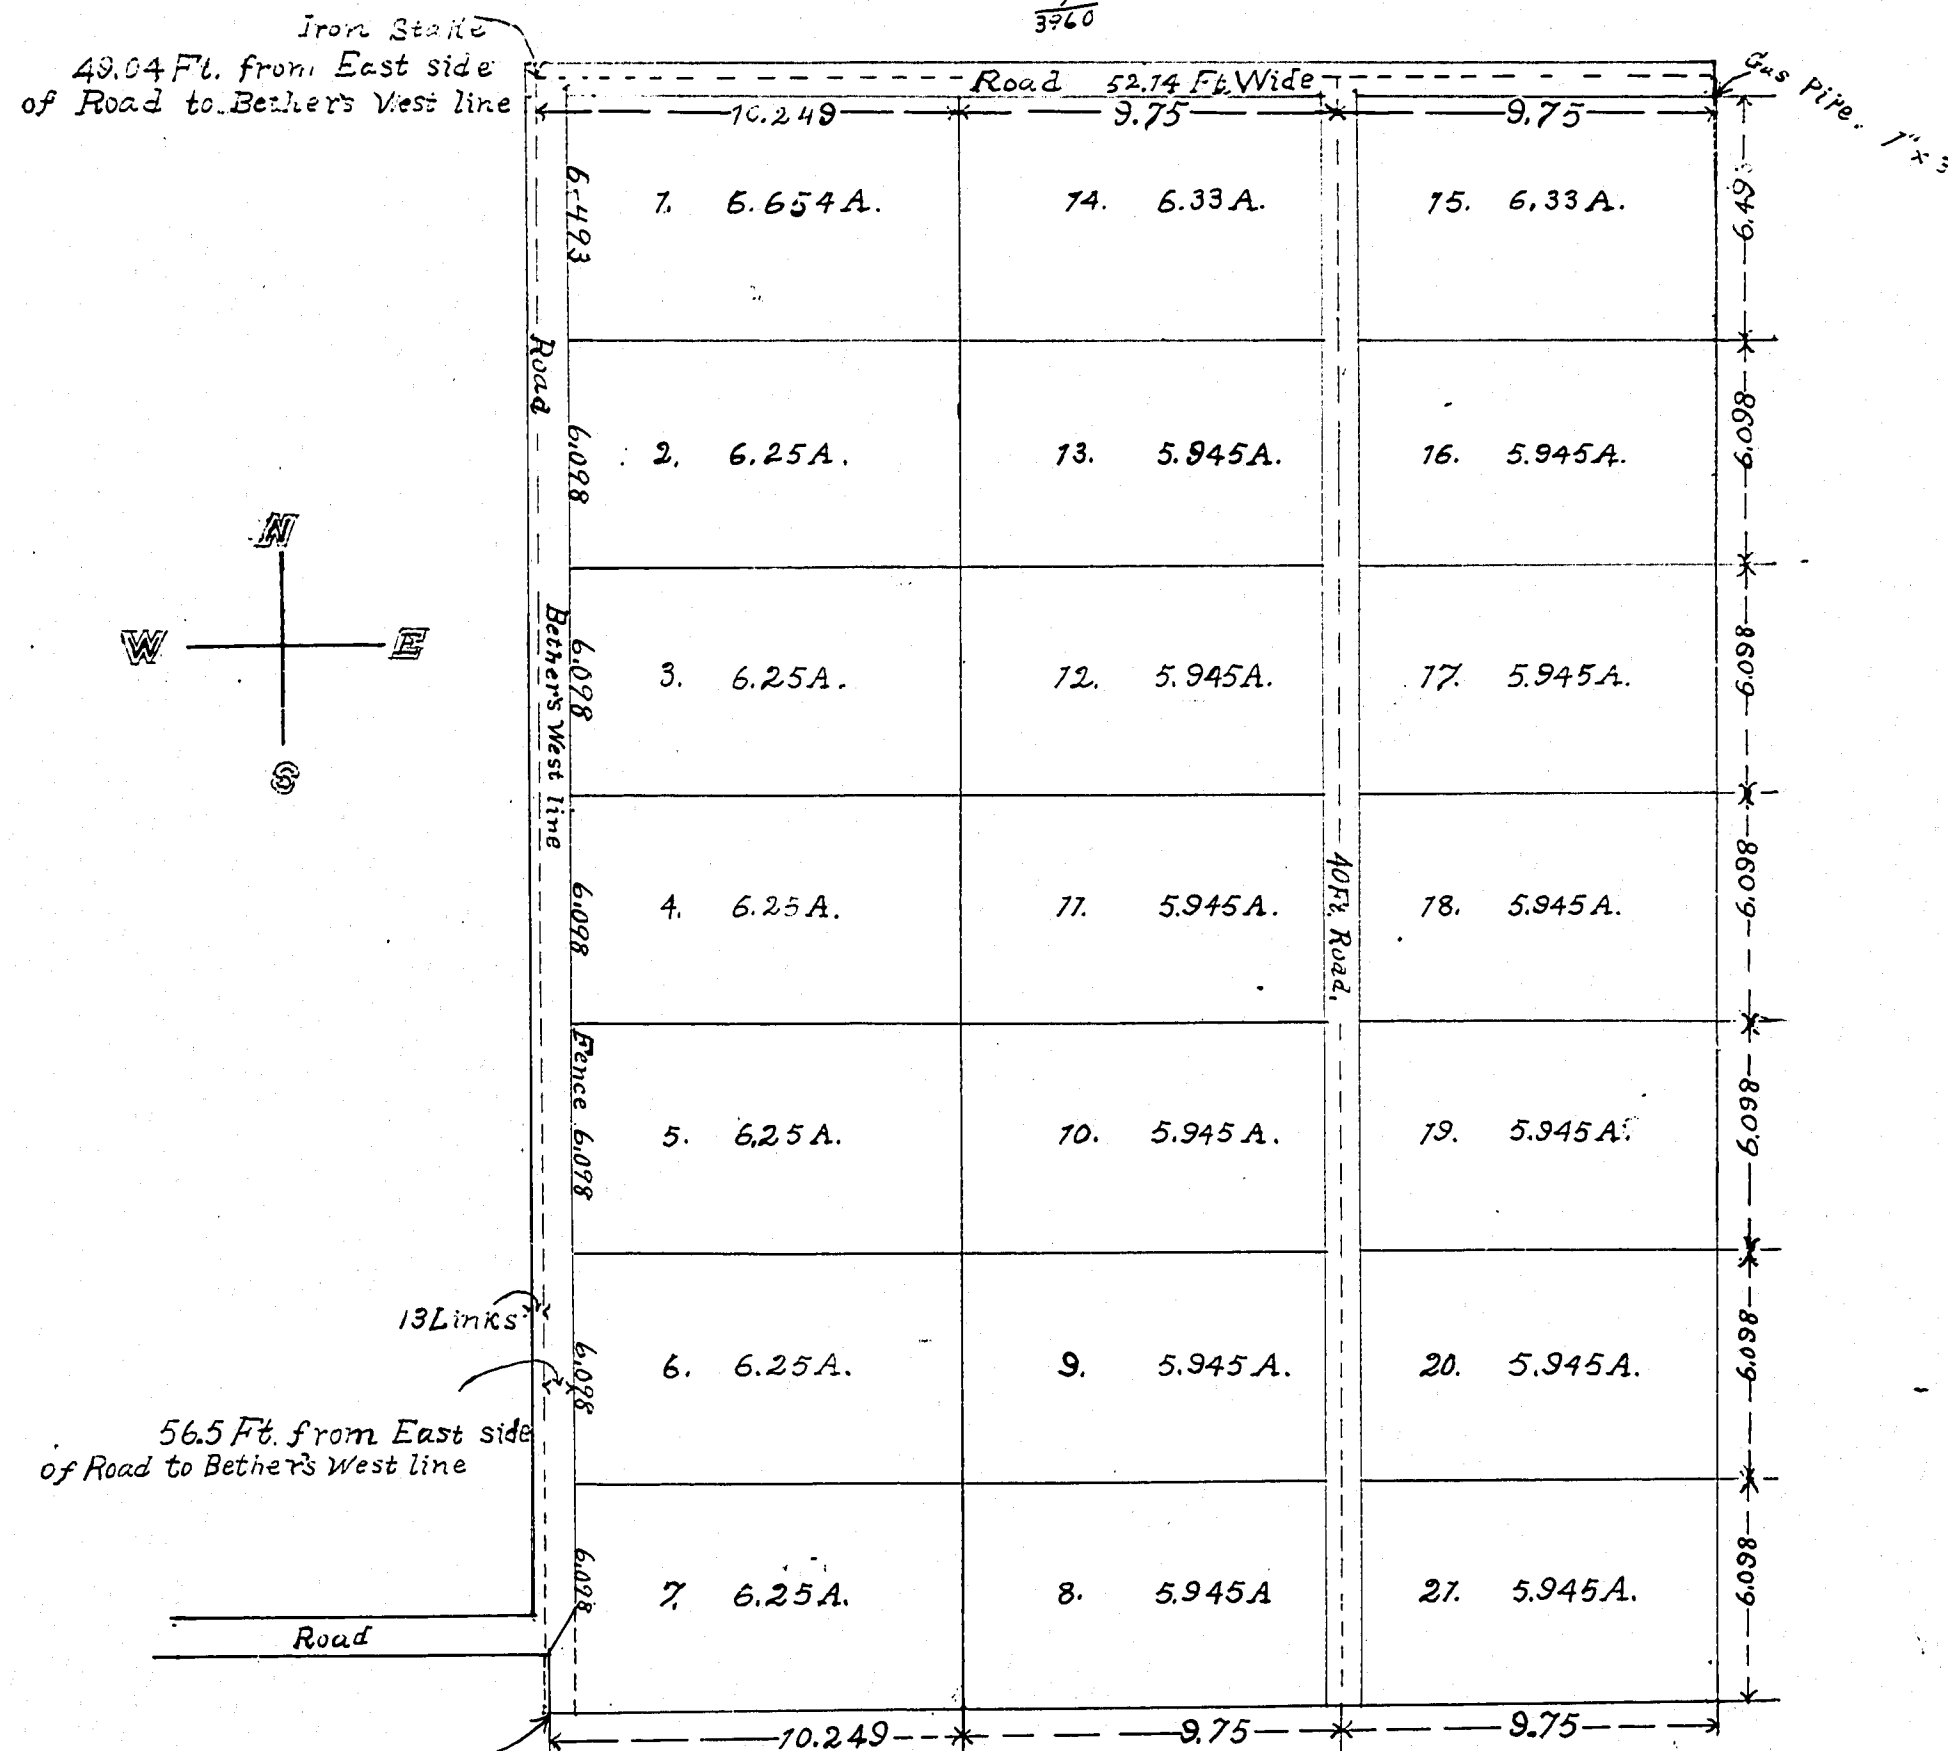 3960
Iron Stake
49.04 Ft. from East side
of Road to Bether's West line
Road 52.14 Ft. Wide
Gas Pipe. 1" x 3
10.249 9.75 9.75
6.493
1. 6.654 A. 14. 6.33 A. 15. 6.33 A.
6.493
Road
6.098
2. 6.25 A. 13. 5.945 A. 16. 5.945 A.
6.098
N
W E
S
Bether's West line
6.098
3. 6.25 A. 12. 5.945 A. 17. 5.945 A.
6.098
6.098
4. 6.25 A. 11. 5.945 A. 18. 5.945 A.
6.098
40 Ft. Road.
Fence 6.098
5. 6.25 A. 10. 5.945 A. 19. 5.945 A.
6.098
13 Links
6.098
6. 6.25 A. 9. 5.945 A. 20. 5.945 A.
6.098
56.5 Ft. from East side
of Road to Bether's West line
6.098
7. 6.25 A. 8. 5.945 A 21. 5.945 A.
6.098
Road
10.249 9.75 9.75